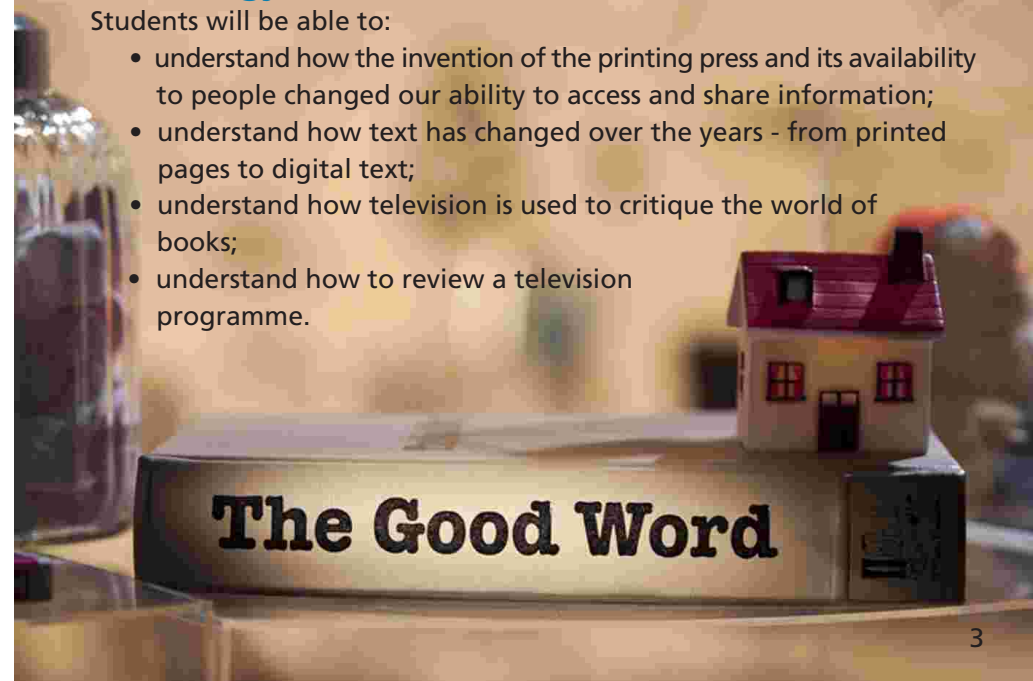 Students will be able to:
• understand how the invention of the printing press and its availability
to people changed our ability to access and share information;
• understand how text has changed over the years - from printed
pages to digital text;
• understand how television is used to critique the world of
books;
• understand how to review a television
programme.
The Good Word
3